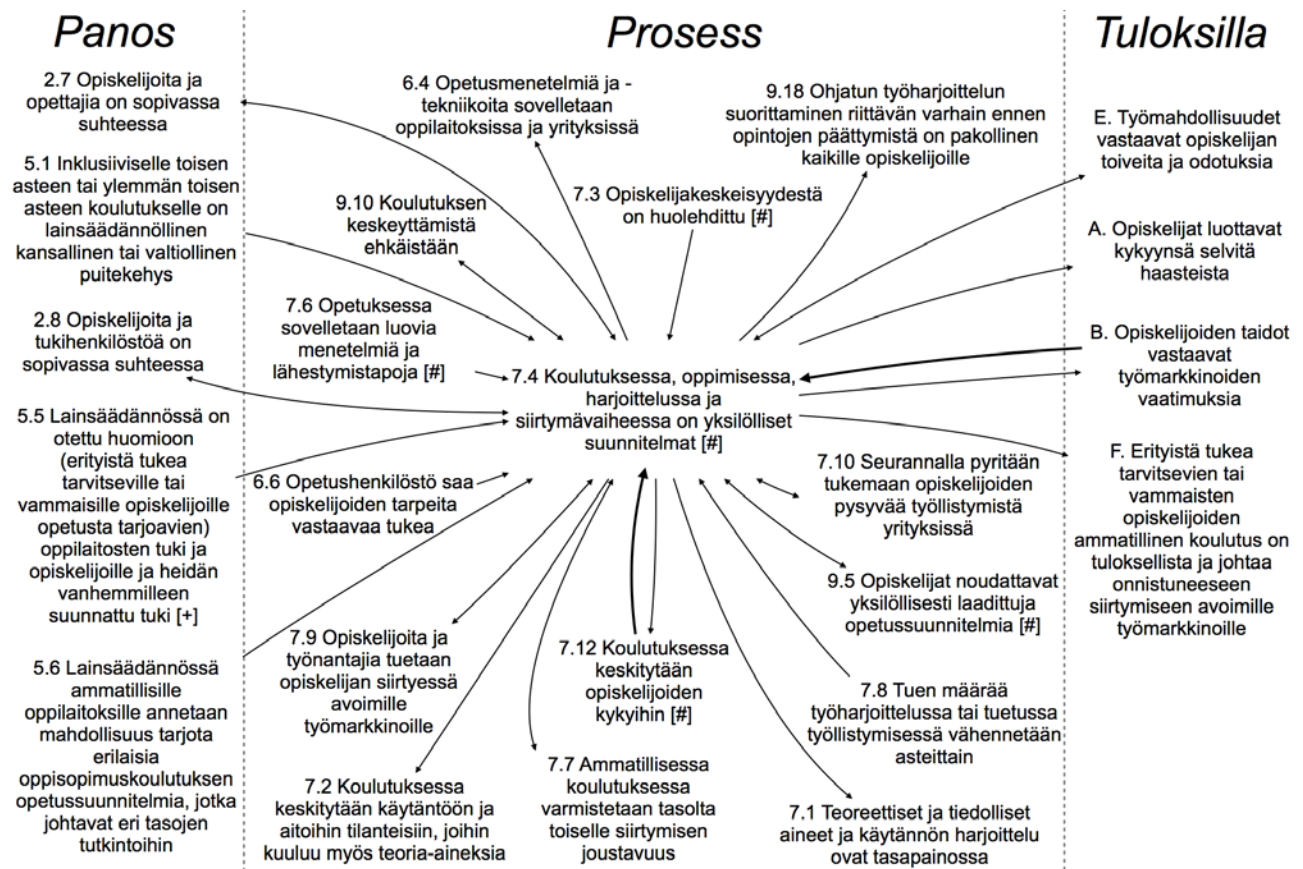 Panos
2.7 Opiskelijoita ja
opettajia on sopivassa
suhteessa
5.1 Inklusiiviselle toisen
asteen tai ylemmän toisen
asteen koulutukselle on
lainsäädännöllinen
kansallinen tai valtiollinen
puitekehys
2.8 Opiskelijoita ja
tukihenkilöstöä on
sopivassa suhteessa
5.5 Lainsäädännössä on
otettu huomioon
(erityistä tukea
tarvitseville tai
vammaisille opiskelijoille
opetusta tarjoavien)
oppilaitosten tuki ja
opiskelijoille ja heidän
vanhemmilleen
suunnattu tuki [+]
5.6 Lainsäädännössä
ammatillisille
oppilaitoksille annetaan
mahdollisuus tarjota
erilaisia
oppisopimuskoulutuksen
opetussuunnitelmia, jotka
johtavat eri tasojen
tutkintoihin
Prosess
6.4 Opetusmenetelmiä ja -
tekniikoita sovelletaan
oppilaitoksissa ja yrityksissä
9.18 Ohjatun työharjoittelun
suorittaminen riittävän varhain ennen
opintojen päättymistä on pakollinen
kaikille opiskelijoille
9.10 Koulutuksen
keskeyttämistä
ehkäistään
7.3 Opiskelijakeskeisyydestä
on huolehdittu [#]
7.6 Opetuksessa
sovelletaan luovia
menetelmiä ja
lähestymistapoja [#]
7.4 Koulutuksessa, oppimisessa,
harjoittelussa ja
siirtymävaiheessa on yksilölliset
suunnitelmat [#]
6.6 Opetushenkilöstö saa
opiskelijoiden tarpeita
vastaavaa tukea
7.10 Seurannalla pyritään
tukemaan opiskelijoiden
pysyvää työllistymistä
yrityksissä
9.5 Opiskelijat noudattavat
yksilöllisesti laadittuja
opetussuunnitelmia [#]
7.9 Opiskelijoita ja
työnantajia tuetaan
opiskelijan siirtyessä
avoimille
työmarkkinoille
7.12 Koulutuksessa
keskitytään
opiskelijoiden
kykyihin [#]
7.8 Tuen määrää
työharjoittelussa tai tuetussa
työllistymisessä vähennetään
asteittain
7.2 Koulutuksessa
keskitytään käytäntöön ja
aitoihin tilanteisiin, joihin
kuuluu myös teoria-aineksia
7.7 Ammatillisessa
koulutuksessa
varmistetaan tasolta
toiselle siirtymisen
joustavuus
7.1 Teoreettiset ja tiedolliset
aineet ja käytännön harjoittelu
ovat tasapainossa
Tuloksilla
E. Työmahdollisuudet
vastaavat opiskelijan
toiveita ja odotuksia
A. Opiskelijat luottavat
kykyynsä selvitä
haasteista
B. Opiskelijoiden taidot
vastaavat
työmarkkinoiden
vaatimuksia
F. Erityistä tukea
tarvitsevien tai
vammaisten
opiskelijoiden
ammatillinen koulutus on
tuloksellista ja johtaa
onnistuneeseen
siirtymiseen avoimille
työmarkkinoille